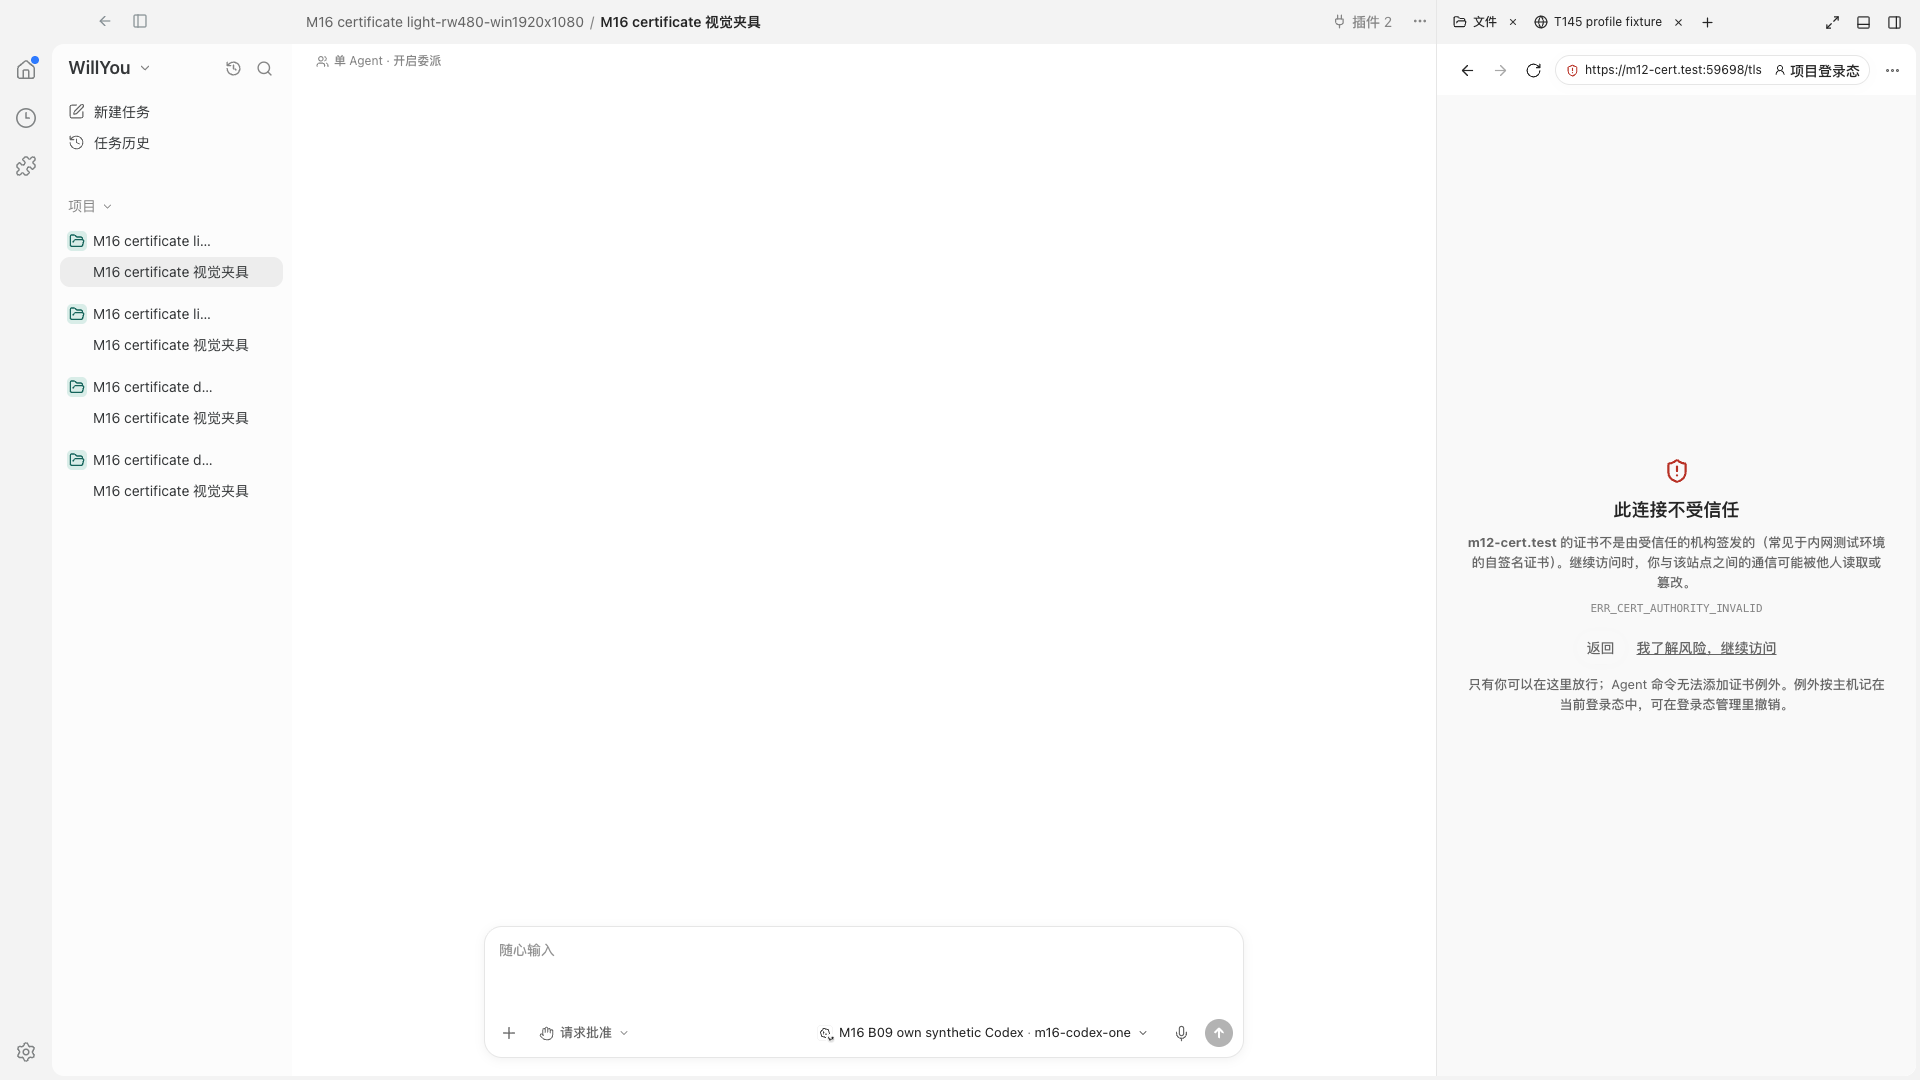 M16 certificate light-rw480-win1920x1080 / M16 certificate 视觉夹具
插件 2
文件
T145 profile fixture
WillYou
新建任务
任务历史
项目
M16 certificate li...
M16 certificate 视觉夹具
M16 certificate li...
M16 certificate 视觉夹具
M16 certificate d...
M16 certificate 视觉夹具
M16 certificate d...
M16 certificate 视觉夹具
单 Agent · 开启委派
随心输入
请求批准
M16 B09 own synthetic Codex · m16-codex-one
https://m12-cert.test:59698/tls
项目登录态
此连接不受信任
m12-cert.test 的证书不是由受信任的机构签发的（常见于内网测试环境
的自签名证书）。继续访问时，你与该站点之间的通信可能被他人读取或
篡改。
ERR_CERT_AUTHORITY_INVALID
返回
我了解风险，继续访问
只有你可以在这里放行；Agent 命令无法添加证书例外。例外按主机记在
当前登录态中，可在登录态管理里撤销。